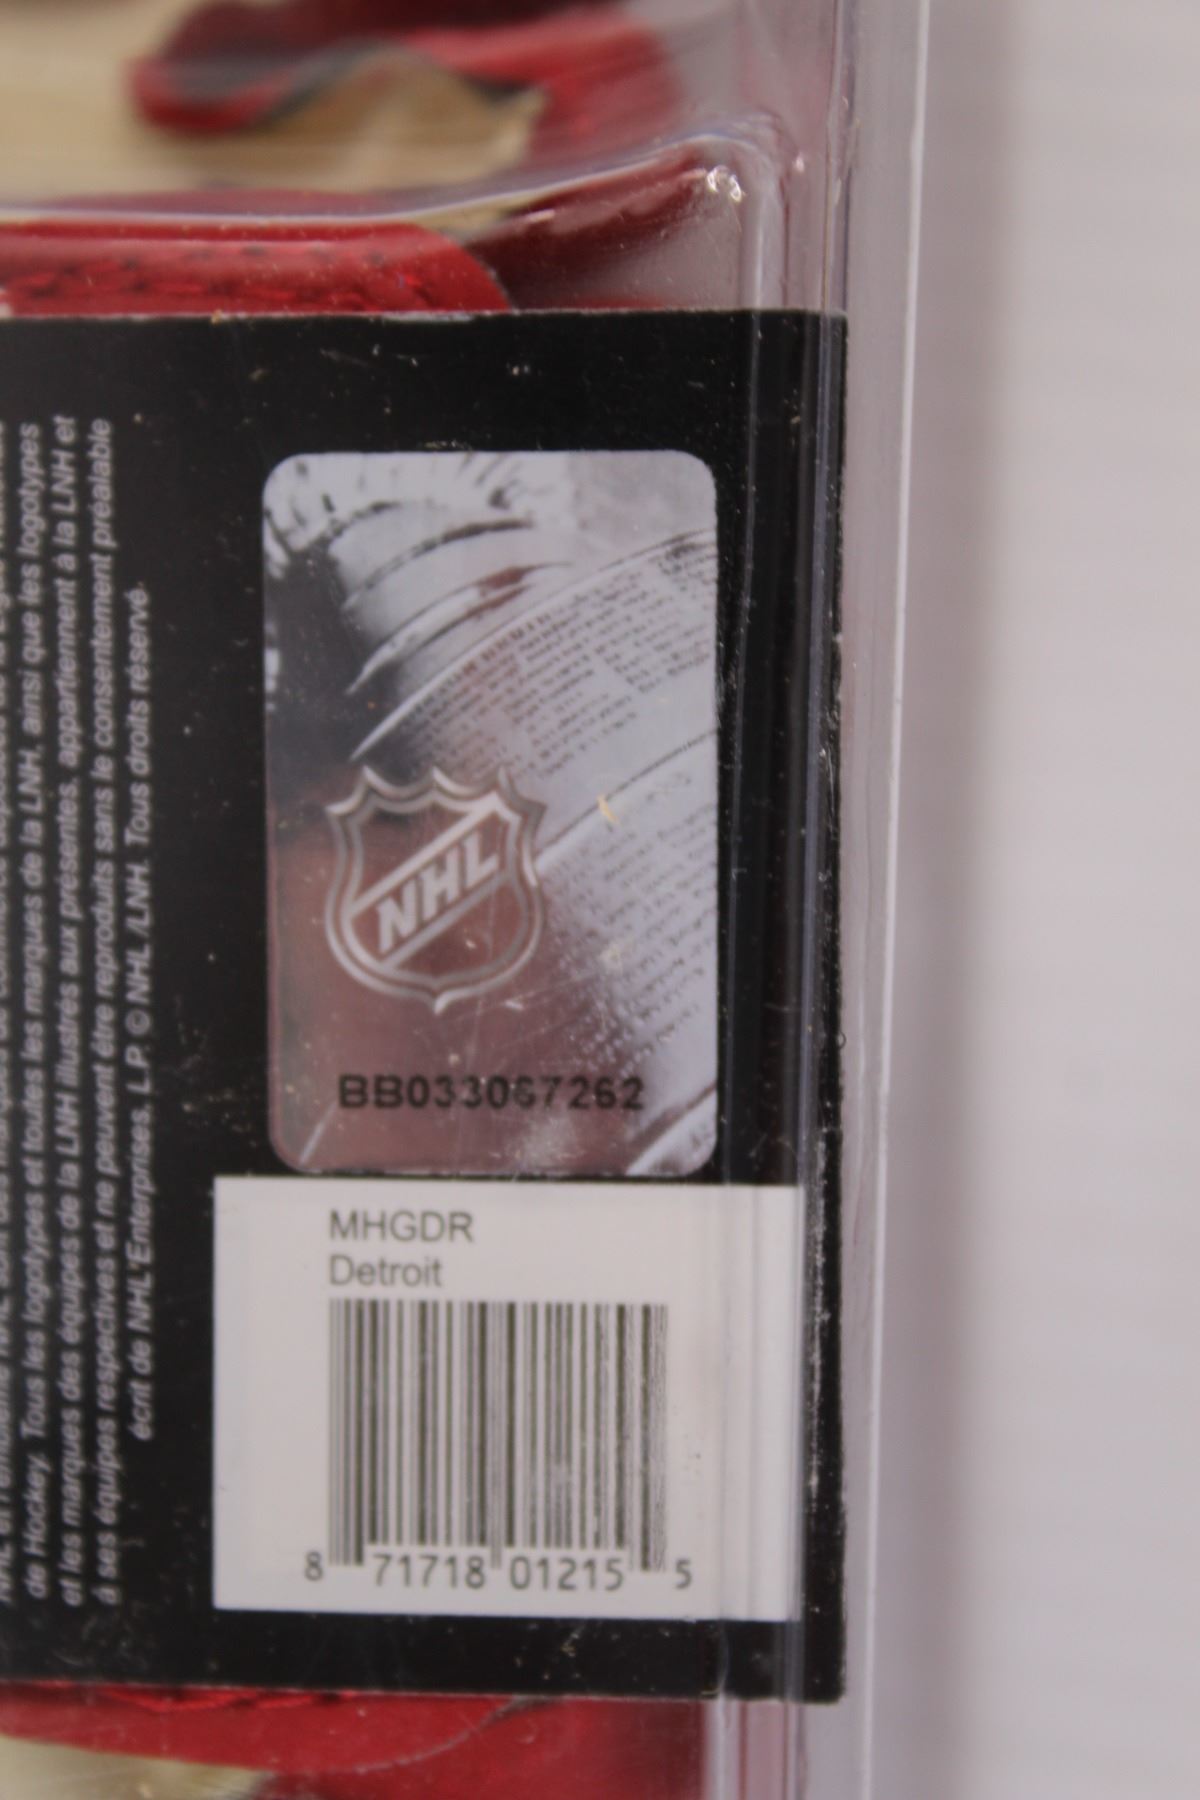 de Hockey. Tous les logotypes et toutes les marques de la LNH, ainsi que les logotypes
et les marques des équipes de la LNH illustrés aux présentes, appartiennent à la LNH et
à ses équipes respectives et ne peuvent être reproduits sans le consentement préalable
écrit de NHL Enterprises, L.P. © NHL/LNH. Tous droits réservé.
NHL
BB033067262
MHGDR
Detroit
8 71718 01215 5